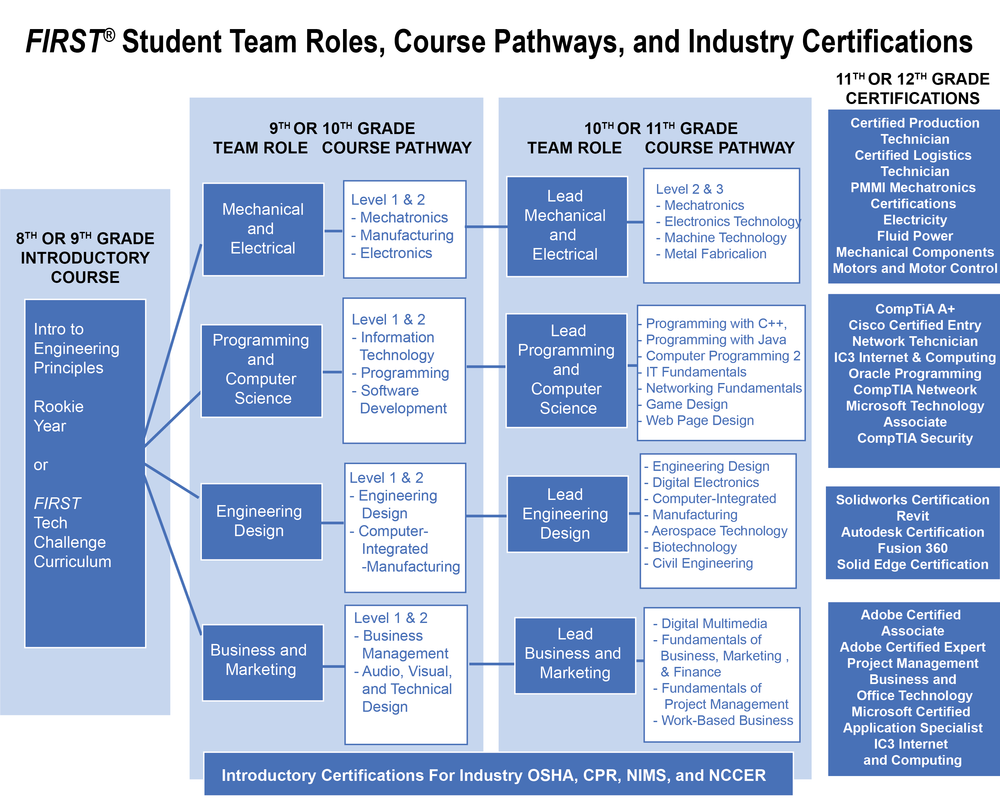 FIRST® Student Team Roles, Course Pathways, and Industry Certifications
8TH OR 9TH GRADE
INTRODUCTORY
COURSE
Intro to
Engineering
Principles
Rookie
Year
or
FIRST
Tech
Challenge
Curriculum
9TH OR 10TH GRADE
TEAM ROLE COURSE PATHWAY
Mechanical
and
Electrical
Level 1 & 2
- Mechatronics
- Manufacturing
- Electronics
Programming
and
Computer
Science
Level 1 & 2
- Information
Technology
- Programming
- Software
Development
Engineering
Design
Level 1 & 2
- Engineering
Design
- Computer-
Integrated
-Manufacturing
Business and
Marketing
Level 1 & 2
- Business
Management
- Audio, Visual,
and Technical
Design
10TH OR 11TH GRADE
TEAM ROLE COURSE PATHWAY
Lead
Mechanical
and
Electrical
Level 2 & 3
- Mechatronics
- Electronics Technology
- Machine Technology
- Metal Fabricalion
Lead
Programming
and
Computer
Science
- Programming with C++,
- Programming with Java
- Computer Programming 2
- IT Fundamentals
- Networking Fundamentals
- Game Design
- Web Page Design
Lead
Engineering
Design
- Engineering Design
- Digital Electronics
- Computer-Integrated
- Manufacturing
- Aerospace Technology
- Biotechnology
- Civil Engineering
Lead
Business and
Marketing
- Digital Multimedia
- Fundamentals of
Business, Marketing ,
& Finance
- Fundamentals of
Project Management
- Work-Based Business
11TH OR 12TH GRADE
CERTIFICATIONS
Certified Production
Technician
Certified Logistics
Technician
PMMI Mechatronics
Certifications
Electricity
Fluid Power
Mechanical Components
Motors and Motor Control
CompTiA A+
Cisco Certified Entry
Network Tehcnician
IC3 Internet & Computing
Oracle Programming
CompTIA Netweork
Microsoft Technology
Associate
CompTIA Security
Solidworks Certification
Revit
Autodesk Certification
Fusion 360
Solid Edge Certification
Adobe Certified
Associate
Adobe Certified Expert
Project Management
Business and
Office Technology
Microsoft Certified
Application Specialist
IC3 Internet
and Computing
Introductory Certifications For Industry OSHA, CPR, NIMS, and NCCER